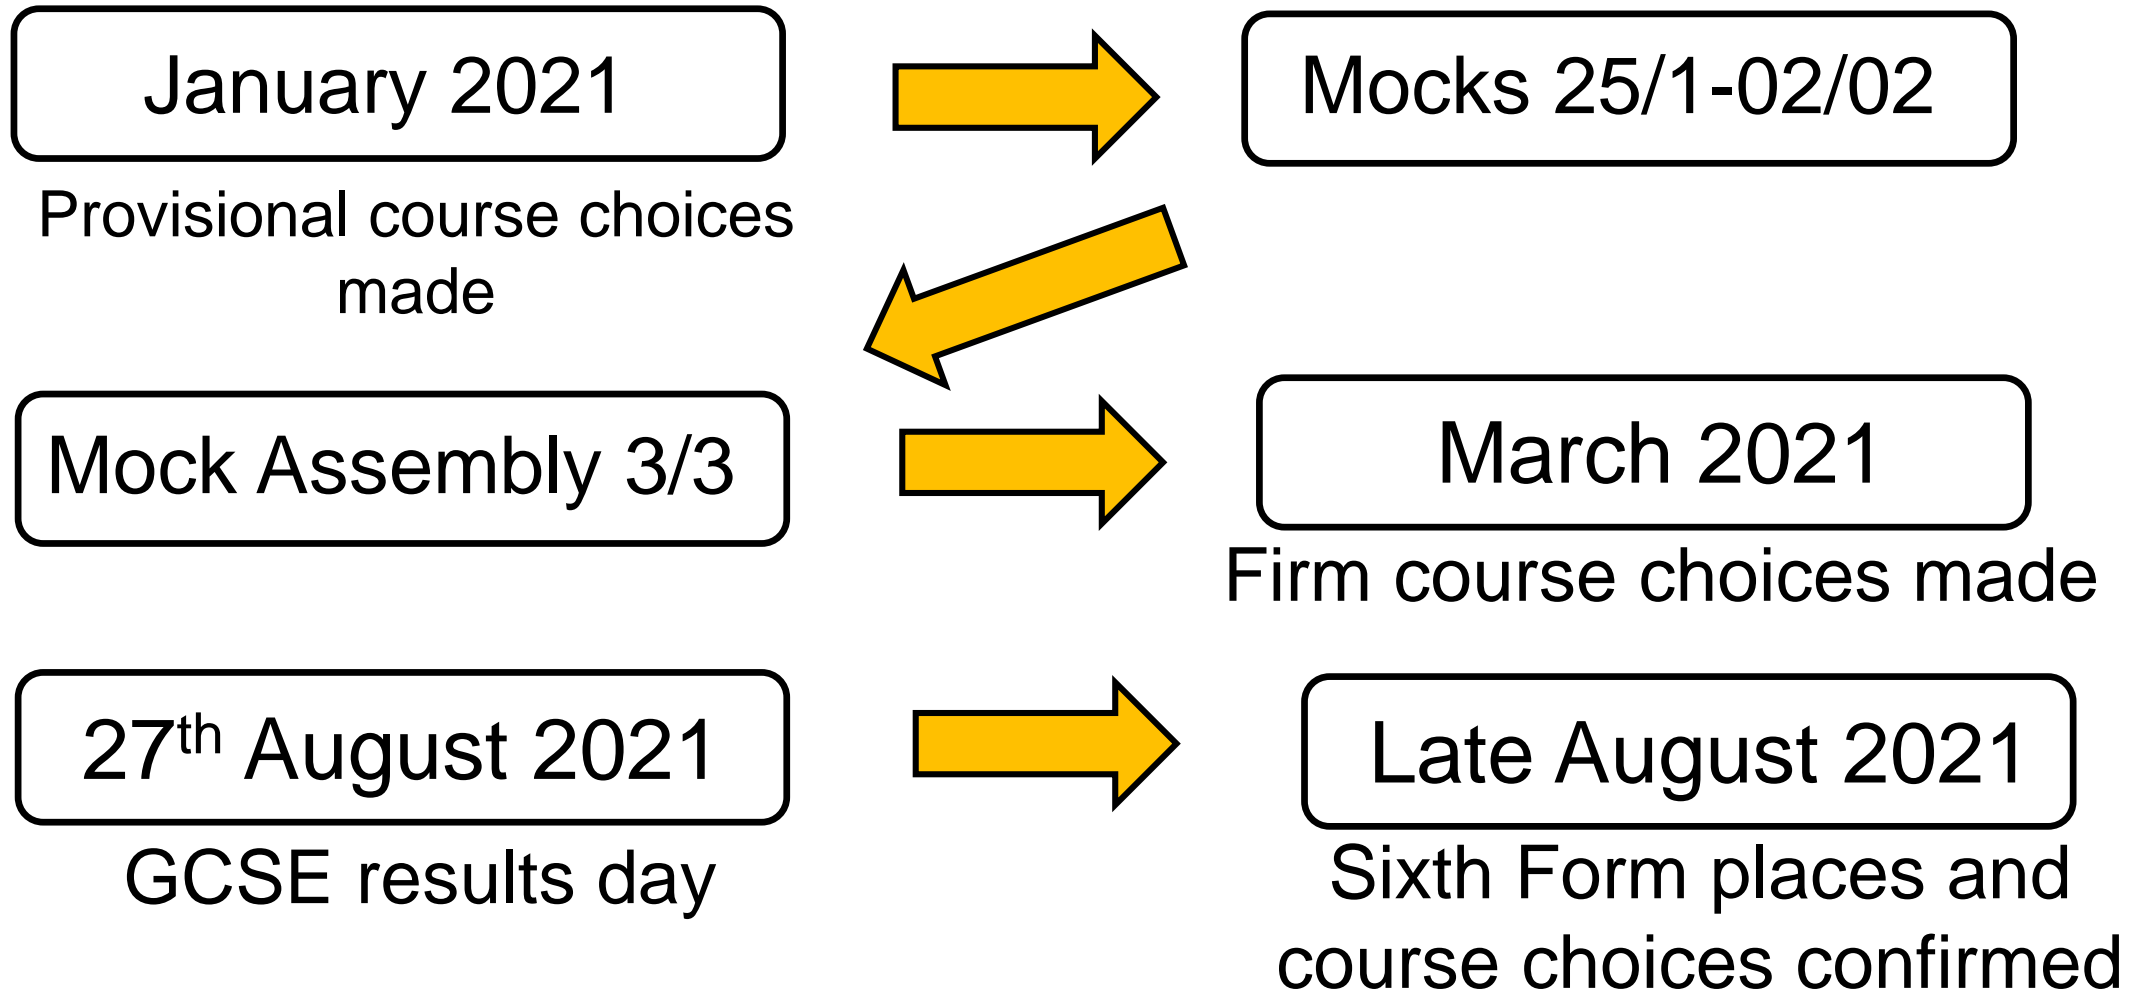 January 2021
Mocks 25/1-02/02
Provisional course choices
made
Mock Assembly 3/3
March 2021
Firm course choices made
27th August 2021
Late August 2021
GCSE results day
Sixth Form places and
course choices confirmed